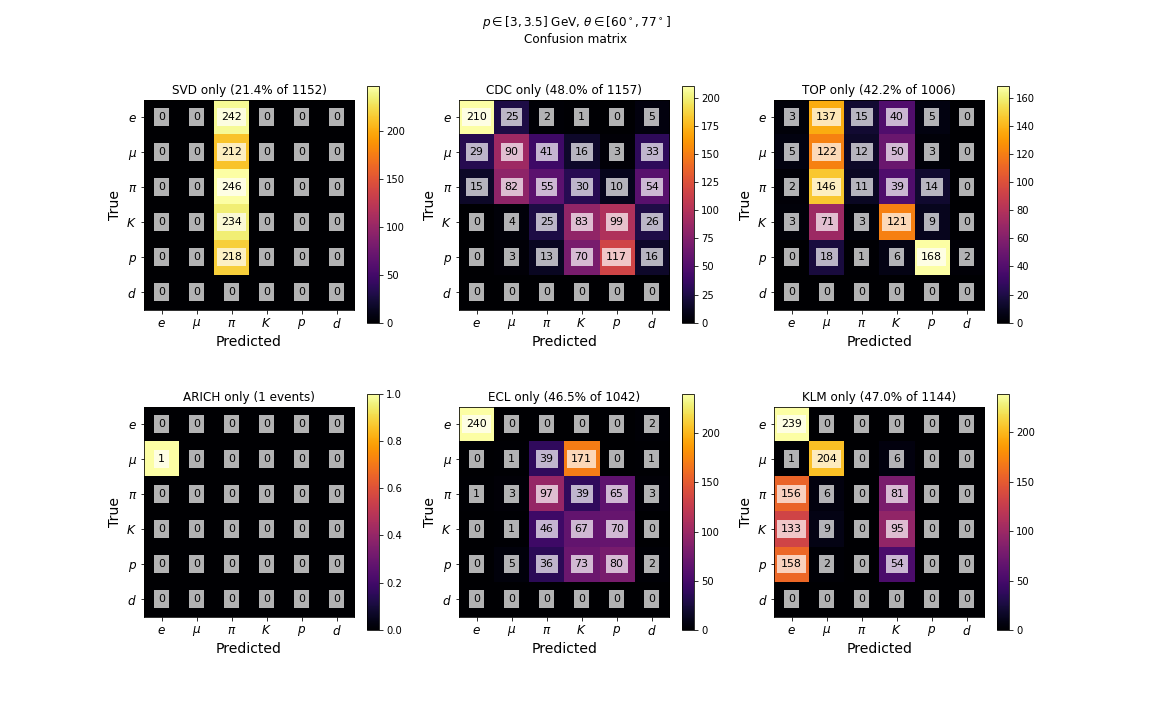 p ∈ [3, 3.5] GeV, θ ∈ [60°, 77°]
Confusion matrix
SVD only (21.4% of 1152)
e 0 0 242 0 0 0
μ 0 0 212 0 0 0
π 0 0 246 0 0 0
K 0 0 234 0 0 0
p 0 0 218 0 0 0
d 0 0 0 0 0 0
e μ π K p d
True
Predicted
200
150
100
50
0
CDC only (48.0% of 1157)
e 210 25 2 1 0 5
μ 29 90 41 16 3 33
π 15 82 55 30 10 54
K 0 4 25 83 99 26
p 0 3 13 70 117 16
d 0 0 0 0 0 0
e μ π K p d
True
Predicted
200
175
150
125
100
75
50
25
0
TOP only (42.2% of 1006)
e 3 137 15 40 5 0
μ 5 122 12 50 3 0
π 2 146 11 39 14 0
K 3 71 3 121 9 0
p 0 18 1 6 168 2
d 0 0 0 0 0 0
e μ π K p d
True
Predicted
160
140
120
100
80
60
40
20
0
ARICH only (1 events)
e 0 0 0 0 0 0
μ 1 0 0 0 0 0
π 0 0 0 0 0 0
K 0 0 0 0 0 0
p 0 0 0 0 0 0
d 0 0 0 0 0 0
e μ π K p d
True
Predicted
1.0
0.8
0.6
0.4
0.2
0.0
ECL only (46.5% of 1042)
e 240 0 0 0 0 2
μ 0 1 39 171 0 1
π 1 3 97 39 65 3
K 0 1 46 67 70 0
p 0 5 36 73 80 2
d 0 0 0 0 0 0
e μ π K p d
True
Predicted
200
150
100
50
0
KLM only (47.0% of 1144)
e 239 0 0 0 0 0
μ 1 204 0 6 0 0
π 156 6 0 81 0 0
K 133 9 0 95 0 0
p 158 2 0 54 0 0
d 0 0 0 0 0 0
e μ π K p d
True
Predicted
200
150
100
50
0